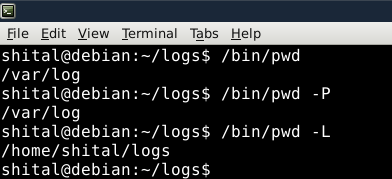 File Edit View Terminal Tabs Help
shital@debian:~/logs$ /bin/pwd
/var/log
shital@debian:~/logs$ /bin/pwd -P
/var/log
shital@debian:~/logs$ /bin/pwd -L
/home/shital/logs
shital@debian:~/logs$